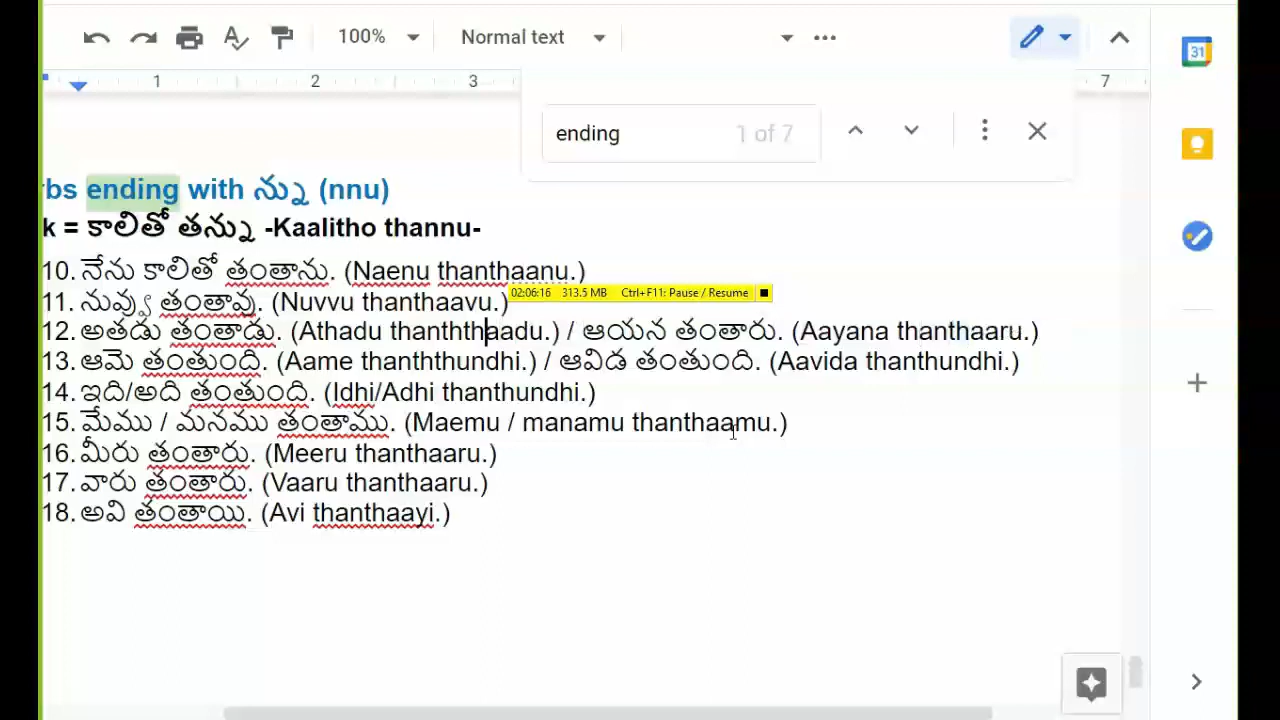 100% Normal text
1 2 3 7
31
ending 1 of 7
rbs ending with న్ను (nnu)
k = కాలితో తన్ను -Kaalitho thannu-
10. నేను కాలితో తంతాను. (Naenu thanthaanu.)
02:06:16 313.5 MB Ctrl+F11: Pause / Resume
11. నువ్వు తంతావు. (Nuvvu thanthaavu.)
12. అతడు తంతాడు. (Athadu thanththaadu.) / ఆయన తంతారు. (Aayana thanthaaru.)
13. ఆమె తంతుంది. (Aame thanththundhi.) / ఆవిడ తంతుంది. (Aavida thanthundhi.)
14. ఇది/అది తంతుంది. (Idhi/Adhi thanthundhi.)
15. మేము / మనము తంతాము. (Maemu / manamu thanthaamu.)
16. మీరు తంతారు. (Meeru thanthaaru.)
17. వారు తంతారు. (Vaaru thanthaaru.)
18. అవి తంతాయి. (Avi thanthaayi.)